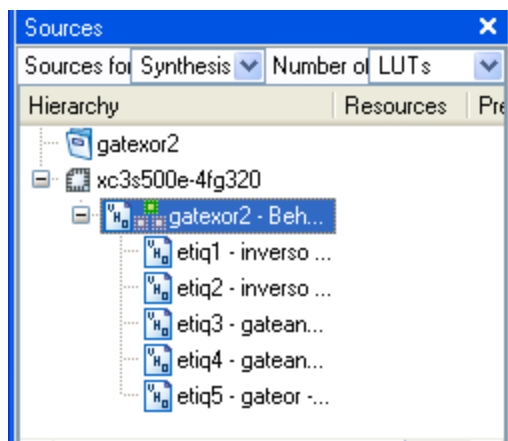 Sources
Sources for Synthesis Number of LUTs
Hierarchy Resources Pre
gatexor2
xc3s500e-4fg320
gatexor2 - Beh...
etiq1 - inverso ...
etiq2 - inverso ...
etiq3 - gatean...
etiq4 - gatean...
etiq5 - gateor -...